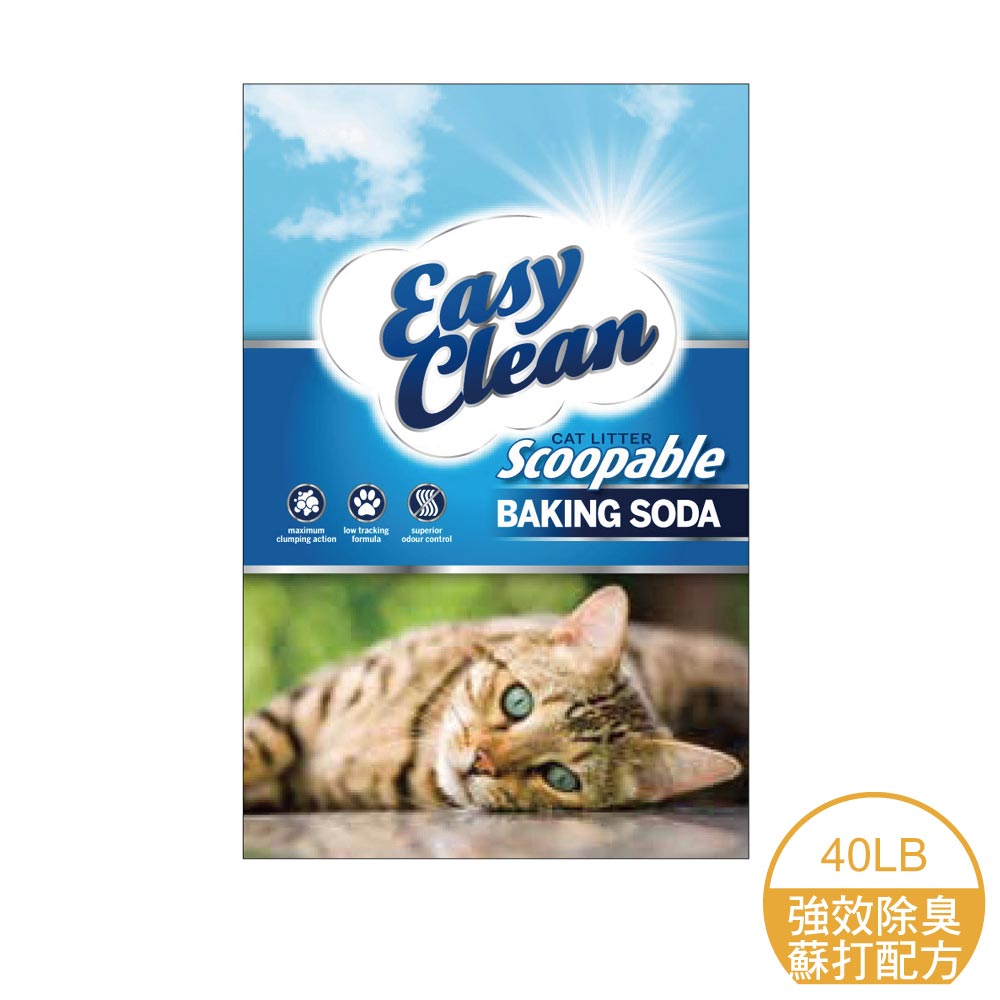 Easy
Clean
CAT LITTER
Scoopable
BAKING SODA
maximum
clumping action
low tracking
formula
superior
odour control
40LB
強效除臭
蘇打配方